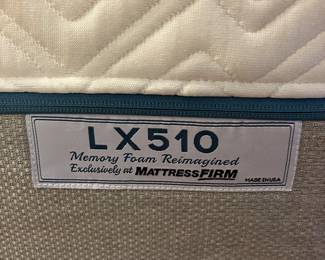 LX510
Memory Foam Reimagined
Exclusively at MATTRESSFIRM
MADE IN USA